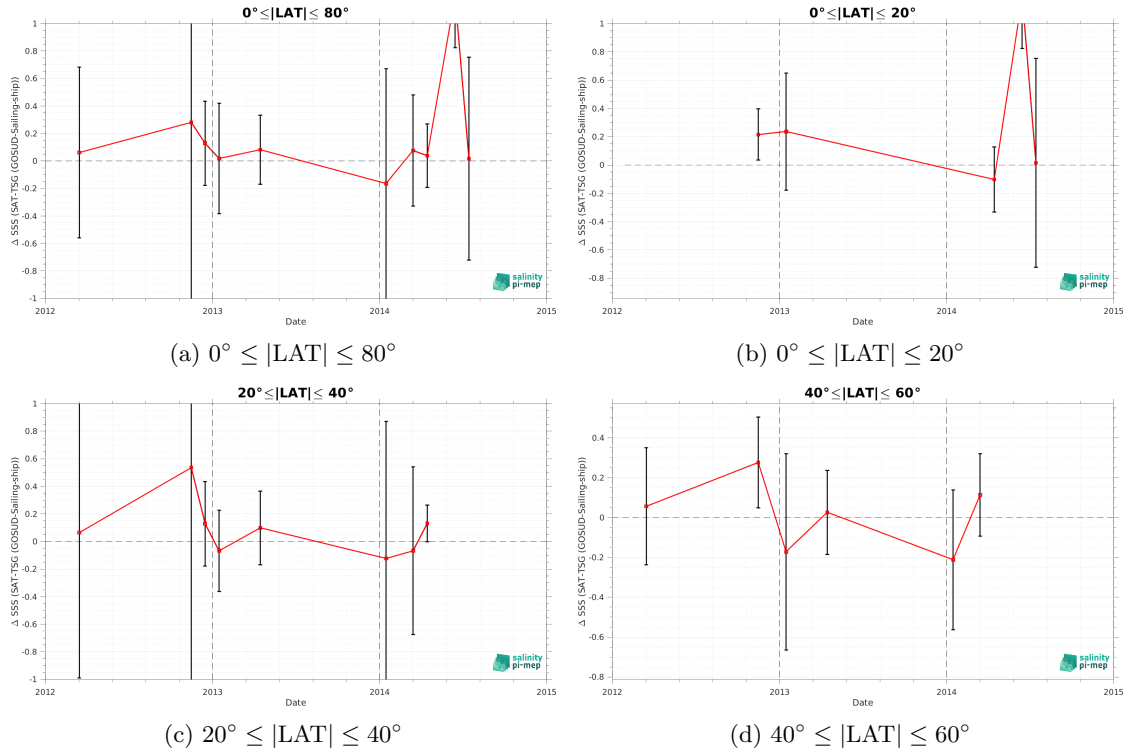 0°≤|LAT|≤ 80°
1
0.8
0.6
0.4
0.2
0
-0.2
-0.4
-0.6
-0.8
-1
Δ SSS (SAT-TSG (GOSUD-Sailing-ship))
2012
2013
2014
2015
Date
salinity
pi-mep
(a) 0° ≤ |LAT| ≤ 80°
0°≤|LAT|≤ 20°
1
0.8
0.6
0.4
0.2
0
-0.2
-0.4
-0.6
-0.8
Δ SSS (SAT-TSG (GOSUD-Sailing-ship))
2012
2013
2014
2015
Date
salinity
pi-mep
(b) 0° ≤ |LAT| ≤ 20°
20°≤|LAT|≤ 40°
1
0.8
0.6
0.4
0.2
0
-0.2
-0.4
-0.6
-0.8
-1
Δ SSS (SAT-TSG (GOSUD-Sailing-ship))
2012
2013
2014
2015
Date
salinity
pi-mep
(c) 20° ≤ |LAT| ≤ 40°
40°≤|LAT|≤ 60°
0.4
0.2
0
-0.2
-0.4
-0.6
-0.8
Δ SSS (SAT-TSG (GOSUD-Sailing-ship))
2012
2013
2014
2015
Date
salinity
pi-mep
(d) 40° ≤ |LAT| ≤ 60°